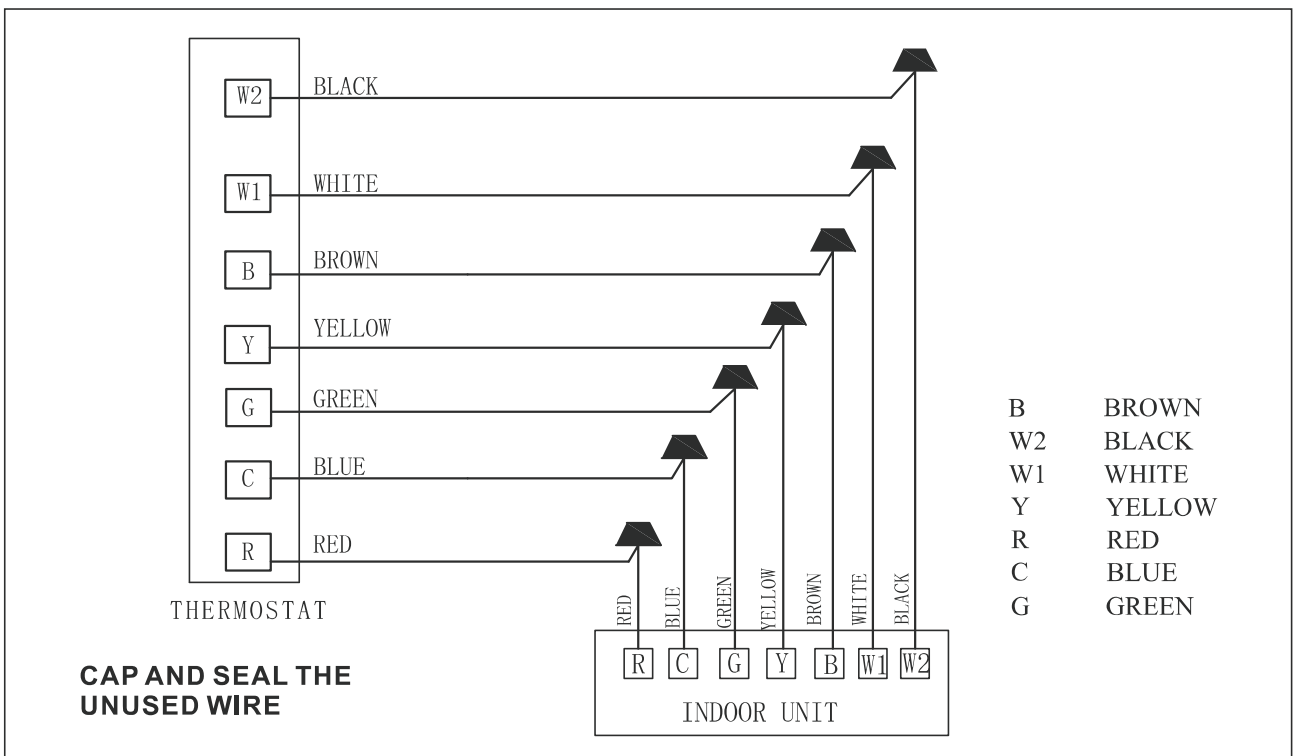 W2 BLACK
W1 WHITE
B BROWN
Y YELLOW
G GREEN
C BLUE
R RED
THERMOSTAT
CAP AND SEAL THE
UNUSED WIRE
RED BLUE GREEN YELLOW BROWN WHITE BLACK
R C G Y B W1 W2
INDOOR UNIT
B BROWN
W2 BLACK
W1 WHITE
Y YELLOW
R RED
C BLUE
G GREEN